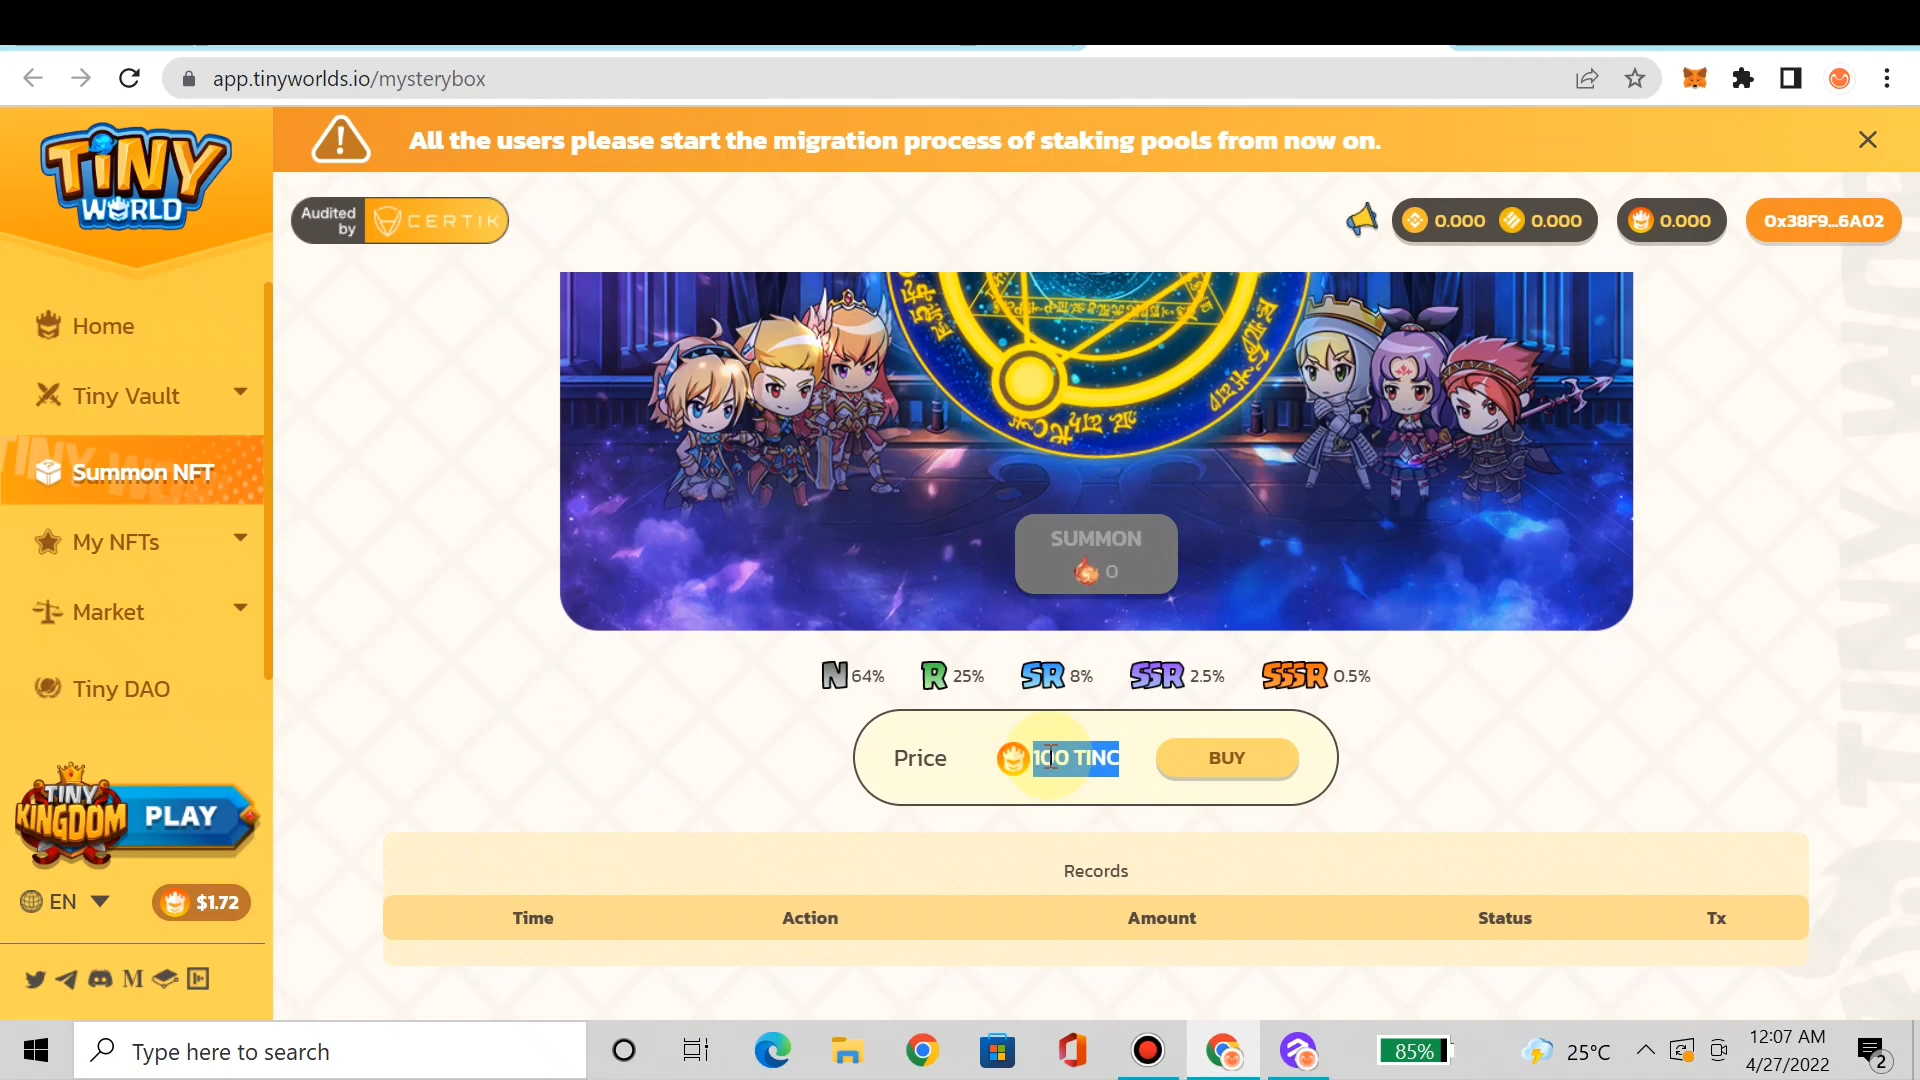 app.tinyworlds.io/mysterybox
TINY
WORLD
All the users please start the migration process of staking pools from now on.
Audited
by
CERTIK
0.000
0.000
0.000
0x38F9...6A02
Home
Tiny Vault
Summon NFT
My NFTs
Market
Tiny DAO
SUMMON
0
N 64%
R 25%
SR 8%
SSR 2.5%
SSSR 0.5%
Price
100 TINC
BUY
TINY
KINGDOM
PLAY
EN
$1.72
Records
Time
Action
Amount
Status
Tx
Type here to search
85%
25°C
12:07 AM
4/27/2022
2